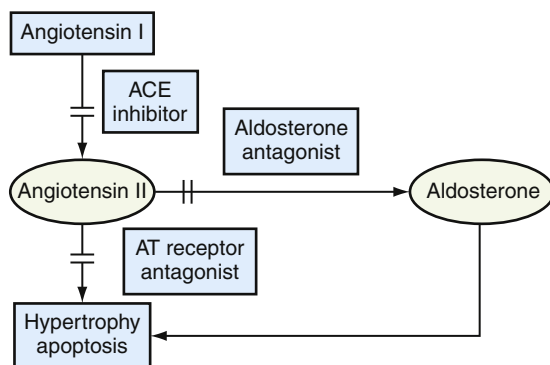 Angiotensin I
ACE
inhibitor
Aldosterone
antagonist
Angiotensin II
Aldosterone
AT receptor
antagonist
Hypertrophy
apoptosis